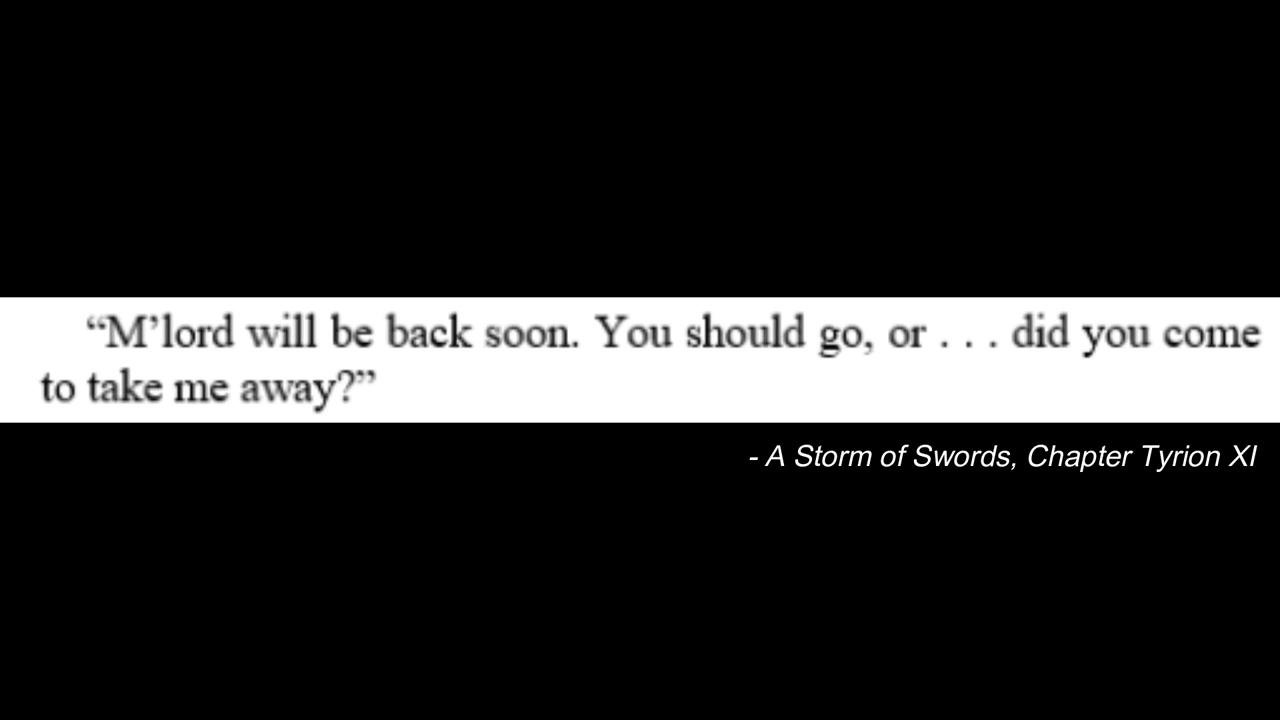 “M’lord will be back soon. You should go, or . . . did you come
to take me away?”
- A Storm of Swords, Chapter Tyrion XI